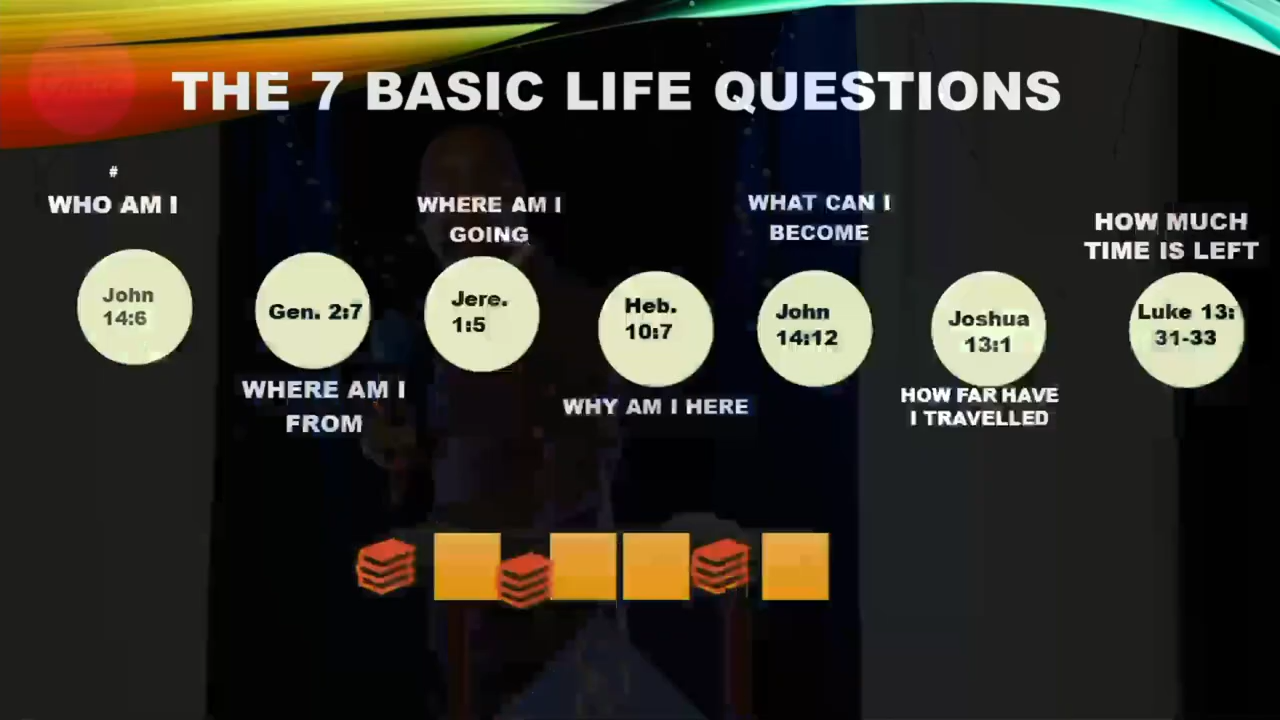 THE 7 BASIC LIFE QUESTIONS
#
WHO AM I
John
14:6
Gen. 2:7
WHERE AM I
FROM
WHERE AM I
GOING
Jere.
1:5
Heb.
10:7
WHY AM I HERE
WHAT CAN I
BECOME
John
14:12
Joshua
13:1
HOW FAR HAVE
I TRAVELLED
HOW MUCH
TIME IS LEFT
Luke 13:
31-33